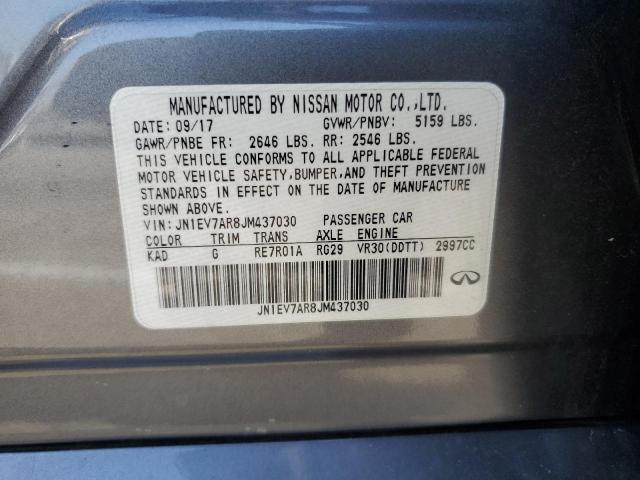 MANUFACTURED BY NISSAN MOTOR CO.,LTD.
DATE: 09/17 GVWR/PNBV: 5159 LBS.
GAWR/PNBE FR: 2646 LBS. RR: 2546 LBS.
THIS VEHICLE CONFORMS TO ALL APPLICABLE FEDERAL
MOTOR VEHICLE SAFETY, BUMPER, AND THEFT PREVENTION
STANDARDS IN EFFECT ON THE DATE OF MANUFACTURE
SHOWN ABOVE.
VIN: JN1EV7AR8JM437030 PASSENGER CAR
COLOR TRIM TRANS AXLE ENGINE
KAD G RE7R01A RG29 VR30(DDTT) 2997CC
JN1EV7AR8JM437030